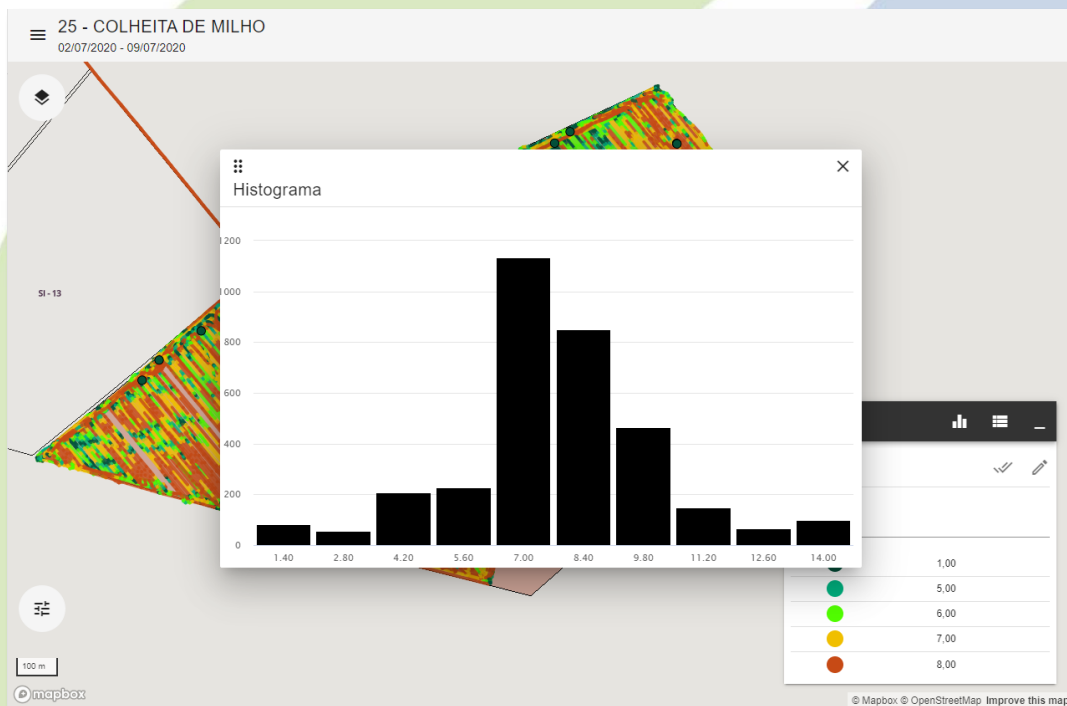 25 - COLHEITA DE MILHO
02/07/2020 - 09/07/2020
Histograma
1200
1000
800
600
400
200
0
1.40 2.80 4.20 5.60 7.00 8.40 9.80 11.20 12.60 14.00
SI - 13
1,00
5,00
6,00
7,00
8,00
100 m
mapbox
© Mapbox © OpenStreetMap Improve this map